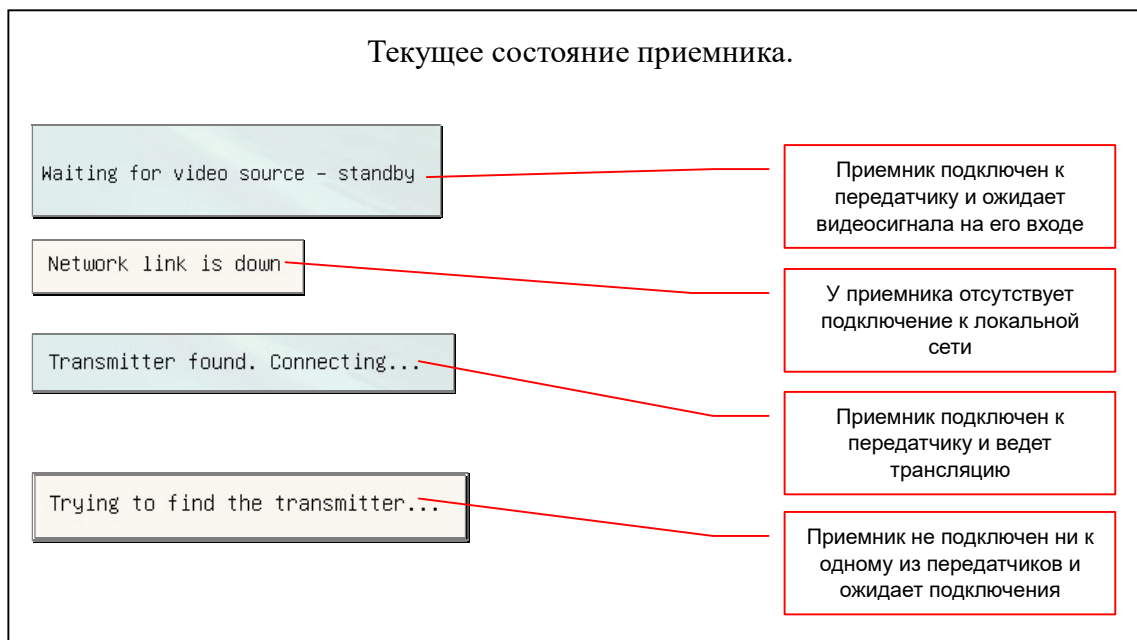 Текущее состояние приемника.
Waiting for video source – standby
Приемник подключен к
передатчику и ожидает
видеосигнала на его входе
Network link is down
У приемника отсутствует
подключение к локальной
сети
Transmitter found. Connecting...
Приемник подключен к
передатчику и ведет
трансляцию
Trying to find the transmitter...
Приемник не подключен ни к
одному из передатчиков и
ожидает подключения